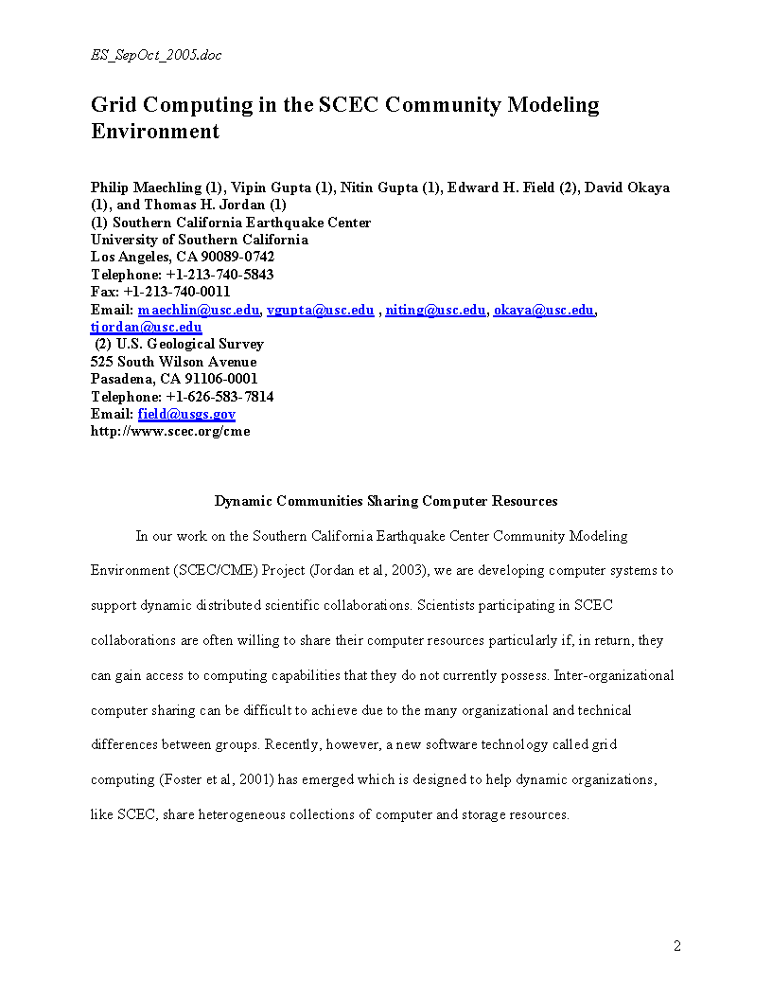 ES_SepOct_2005.doc
Grid Computing in the SCEC Community Modeling
Environment
Philip Maechling (1), Vipin Gupta (1), Nitin Gupta (1), Edward H. Field (2), David Okaya
(1), and Thomas H. Jordan (1)
(1) Southern California Earthquake Center
University of Southern California
Los Angeles, CA 90089-0742
Telephone: +1-213-740-5843
Fax: +1-213-740-0011
Email: maechlin@usc.edu, vgupta@usc.edu , niting@usc.edu, okaya@usc.edu,
tjordan@usc.edu
(2) U.S. Geological Survey
525 South Wilson Avenue
Pasadena, CA 91106-0001
Telephone: +1-626-583-7814
Email: field@usgs.gov
http://www.scec.org/cme
Dynamic Communities Sharing Computer Resources
In our work on the Southern California Earthquake Center Community Modeling
Environment (SCEC/CME) Project (Jordan et al, 2003), we are developing computer systems to
support dynamic distributed scientific collaborations. Scientists participating in SCEC
collaborations are often willing to share their computer resources particularly if, in return, they
can gain access to computing capabilities that they do not currently possess. Inter-organizational
computer sharing can be difficult to achieve due to the many organizational and technical
differences between groups. Recently, however, a new software technology called grid
computing (Foster et al, 2001) has emerged which is designed to help dynamic organizations,
like SCEC, share heterogeneous collections of computer and storage resources.
2